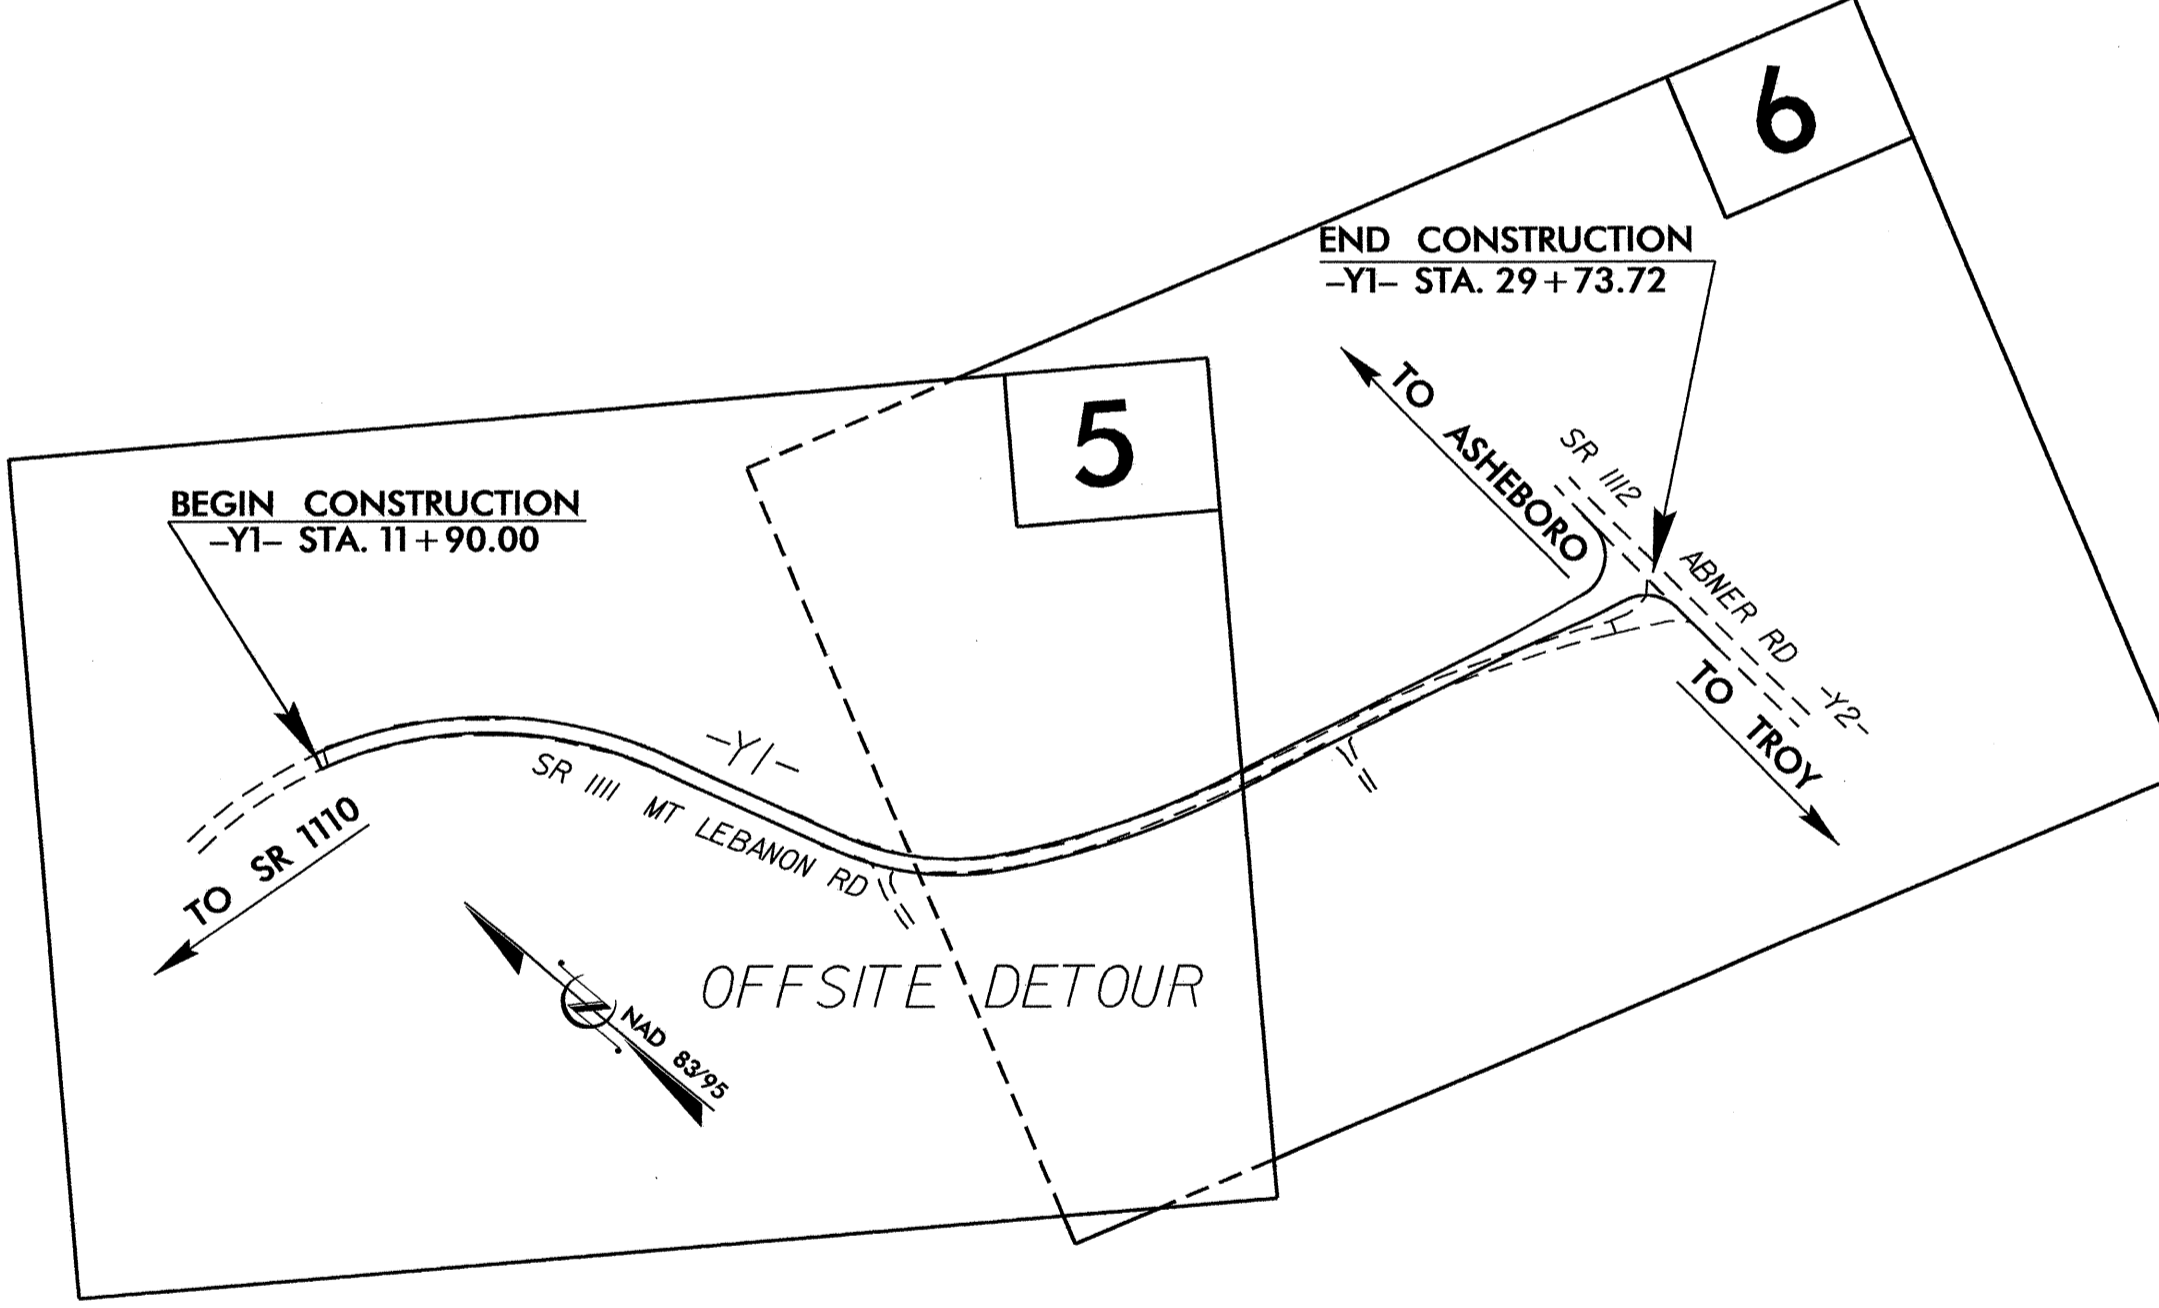 6
END CONSTRUCTION
-Y1- STA. 29+73.72
TO ASHEBORO
SR 1112
ABNER RD
-Y2-
TO TROY
5
BEGIN CONSTRUCTION
-Y1- STA. 11+90.00
-Y1-
SR 1111 MT LEBANON RD
TO SR 1110
OFFSITE DETOUR
NAD 83/95